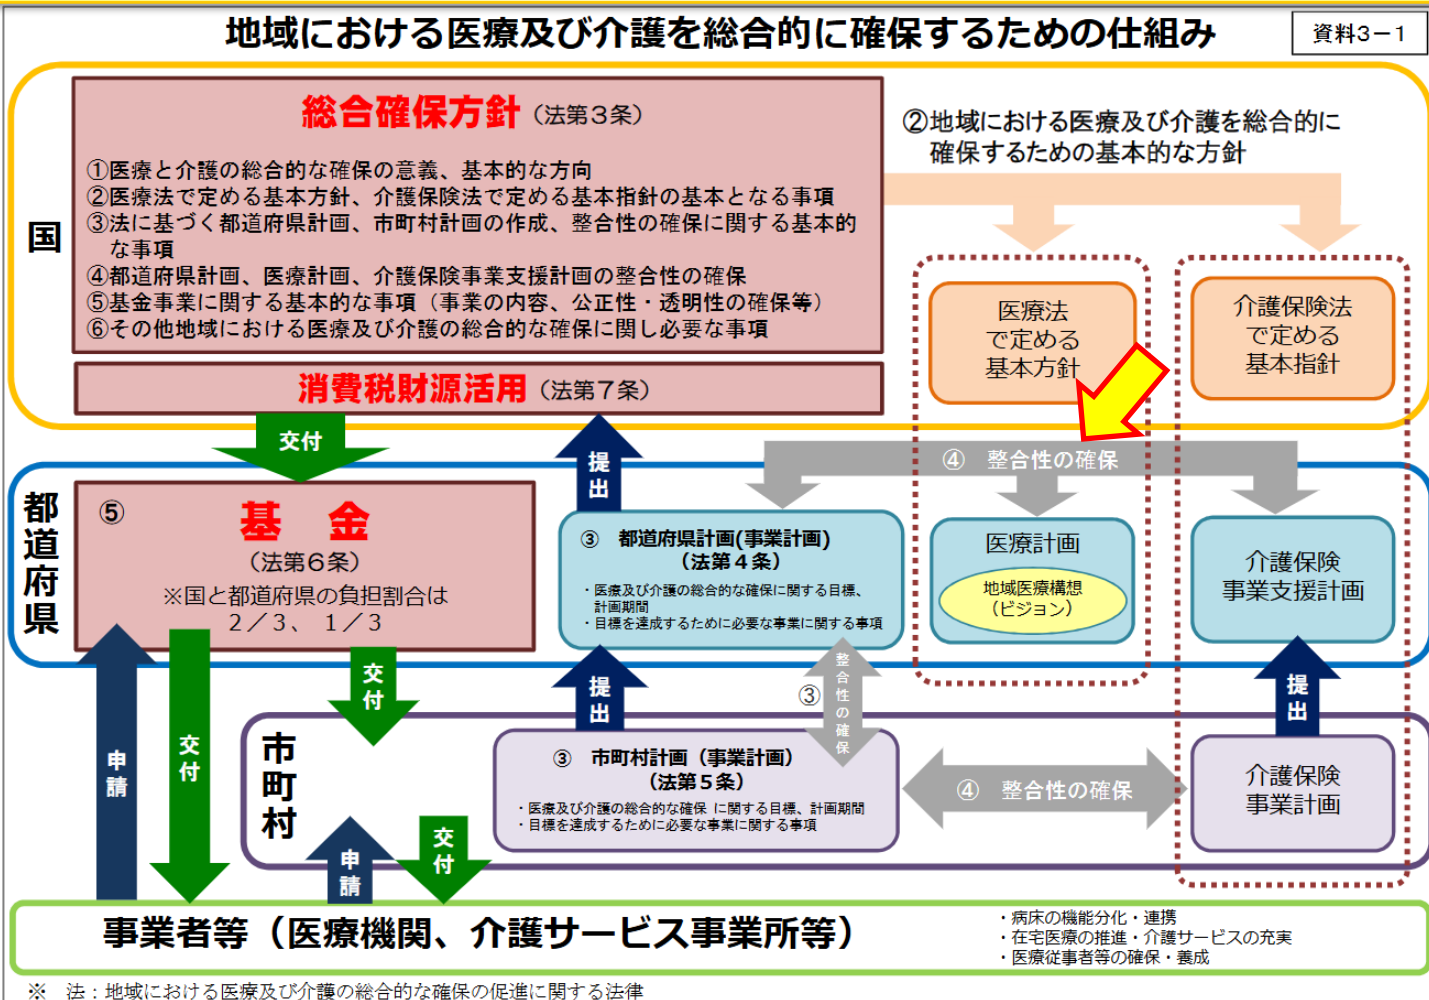 地域における医療及び介護を総合的に確保するための仕組み
資料3－1
国
総合確保方針（法第３条）
①医療と介護の総合的な確保の意義、基本的な方向
②医療法で定める基本方針、介護保険法で定める基本指針の基本となる事項
③法に基づく都道府県計画、市町村計画の作成、整合性の確保に関する基本的
な事項
④都道府県計画、医療計画、介護保険事業支援計画の整合性の確保
⑤基金事業に関する基本的な事項（事業の内容、公正性・透明性の確保等）
⑥その他地域における医療及び介護の総合的な確保に関し必要な事項
消費税財源活用（法第７条）
②地域における医療及び介護を総合的に
確保するための基本的な方針
医療法
で定める
基本方針
介護保険法
で定める
基本指針
交付
提出
④ 整合性の確保
都道府県
⑤ 基 金
（法第６条）
※国と都道府県の負担割合は
２／３、 １／３
③ 都道府県計画(事業計画)
（法第４条）
・医療及び介護の総合的な確保に関する目標、
計画期間
・目標を達成するために必要な事業に関する事項
医療計画
地域医療構想
（ビジョン）
介護保険
事業支援計画
申請
交付
交付
提出
③ 整合性の確保
提出
市町村
③ 市町村計画（事業計画）
（法第５条）
・医療及び介護の総合的な確保 に関する目標、計画期間
・目標を達成するために必要な事業に関する事項
④ 整合性の確保
介護保険
事業計画
申請
交付
事業者等（医療機関、介護サービス事業所等）
・病床の機能分化・連携
・在宅医療の推進・介護サービスの充実
・医療従事者等の確保・養成
※ 法：地域における医療及び介護の総合的な確保の促進に関する法律